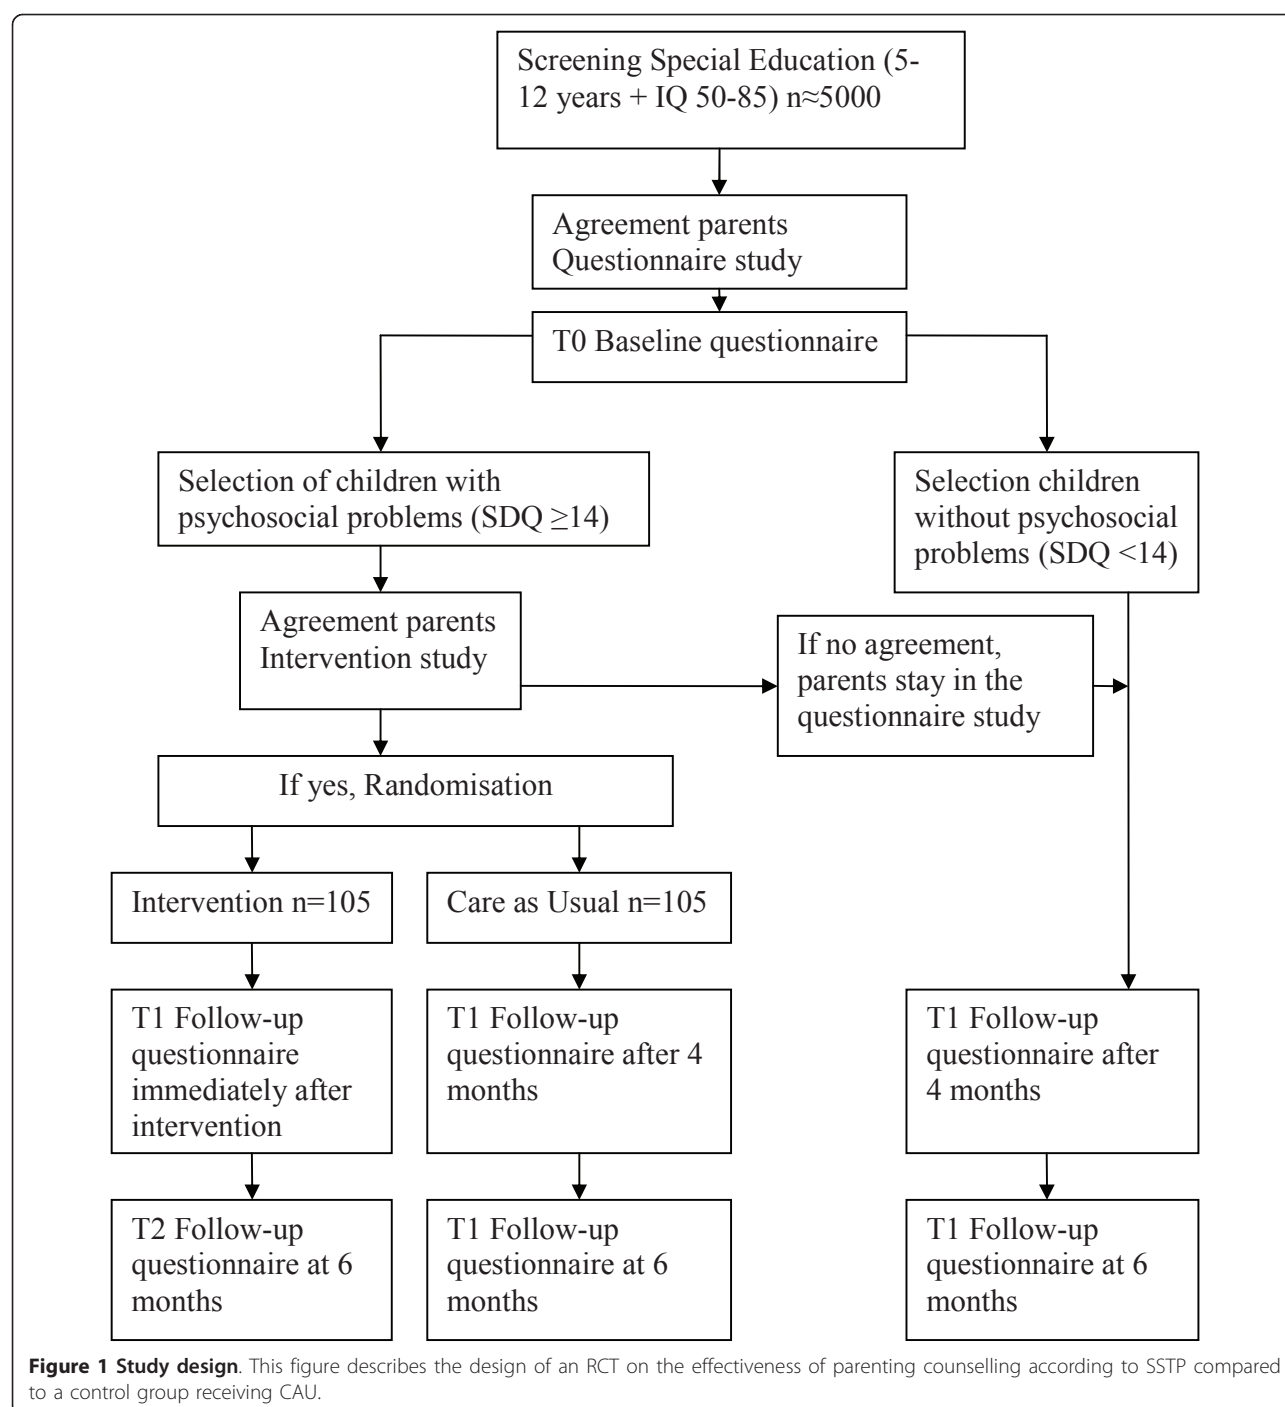 Screening Special Education (5-
12 years + IQ 50-85) n≈5000
Agreement parents
Questionnaire study
T0 Baseline questionnaire
Selection of children with
psychosocial problems (SDQ ≥14)
Selection children
without psychosocial
problems (SDQ <14)
Agreement parents
Intervention study
If no agreement,
parents stay in the
questionnaire study
If yes, Randomisation
Intervention n=105
Care as Usual n=105
T1 Follow-up
questionnaire
immediately after
intervention
T1 Follow-up
questionnaire after 4
months
T1 Follow-up
questionnaire after
4 months
T2 Follow-up
questionnaire at 6
months
T1 Follow-up
questionnaire at 6
months
T1 Follow-up
questionnaire at 6
months
Figure 1 Study design. This figure describes the design of an RCT on the effectiveness of parenting counselling according to SSTP compared
to a control group receiving CAU.